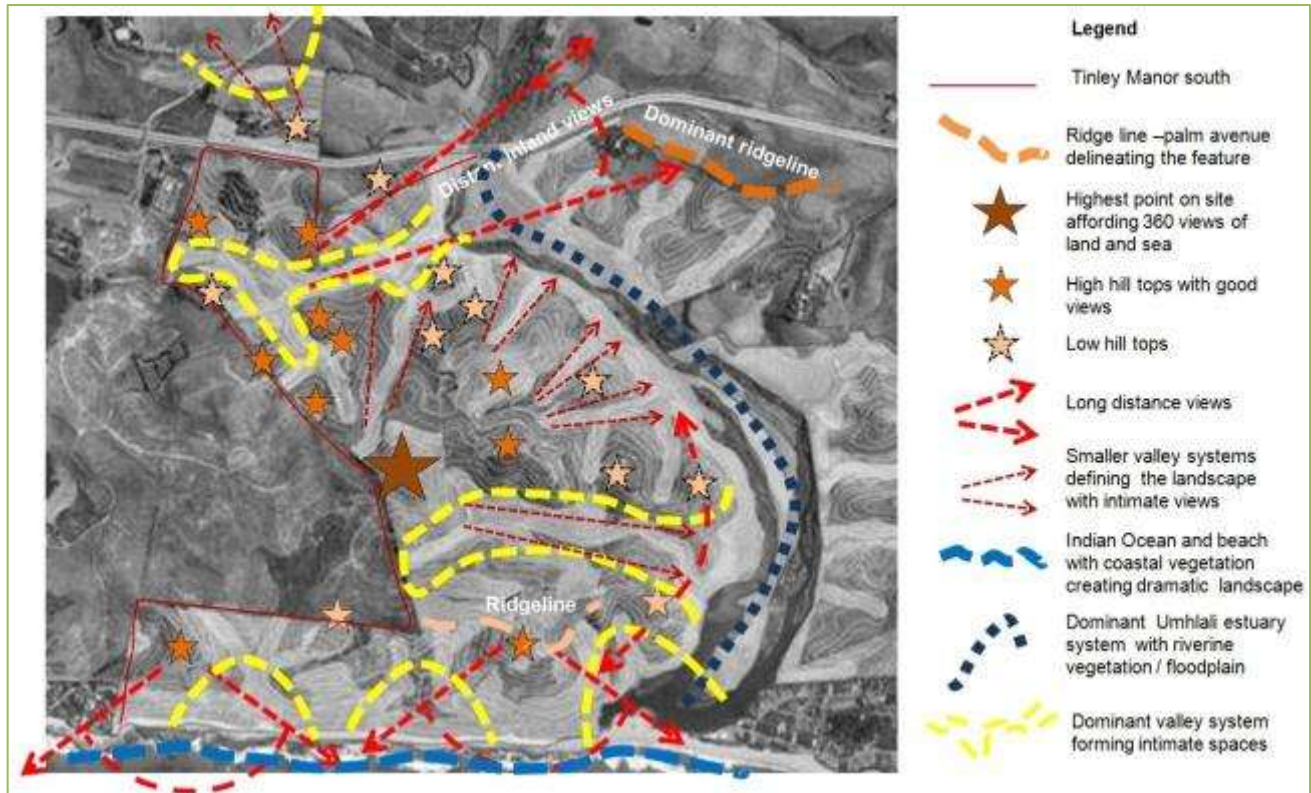 Distn. Inland views
Dominant ridgeline
Ridgeline
Legend
Tinley Manor south
Ridge line –palm avenue
delineating the feature
Highest point on site
affording 360 views of
land and sea
High hill tops with good
views
Low hill tops
Long distance views
Smaller valley systems
defining the landscape
with intimate views
Indian Ocean and beach
with coastal vegetation
creating dramatic landscape
Dominant Umhlali estuary
system with riverine
vegetation / floodplain
Dominant valley system
forming intimate spaces